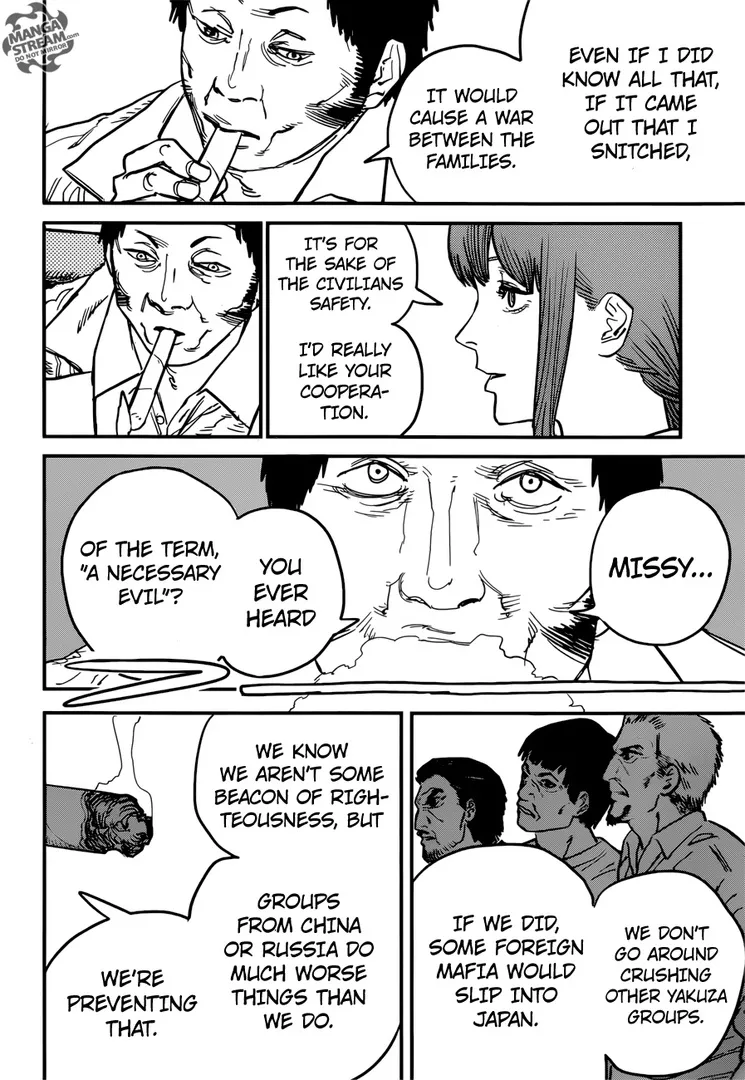 MANGA
STREAM.COM
DO NOT MIRROR
EVEN IF I DID
KNOW ALL THAT,
IF IT CAME
OUT THAT I
SNITCHED,
IT WOULD
CAUSE A WAR
BETWEEN THE
FAMILIES.
IT'S FOR
THE SAKE OF
THE CIVILIANS
SAFETY.
I'D REALLY
LIKE YOUR
COOPERA-
TION.
MISSY...
YOU
EVER
HEARD
OF THE TERM,
"A NECESSARY
EVIL"?
WE DON'T
GO AROUND
CRUSHING
OTHER YAKUZA
GROUPS.
IF WE DID,
SOME FOREIGN
MAFIA WOULD
SLIP INTO
JAPAN.
WE KNOW
WE AREN'T SOME
BEACON OF RIGH-
TEOUSNESS, BUT
GROUPS
FROM CHINA
OR RUSSIA DO
MUCH WORSE
THINGS THAN
WE DO.
WE'RE
PREVENTING
THAT.